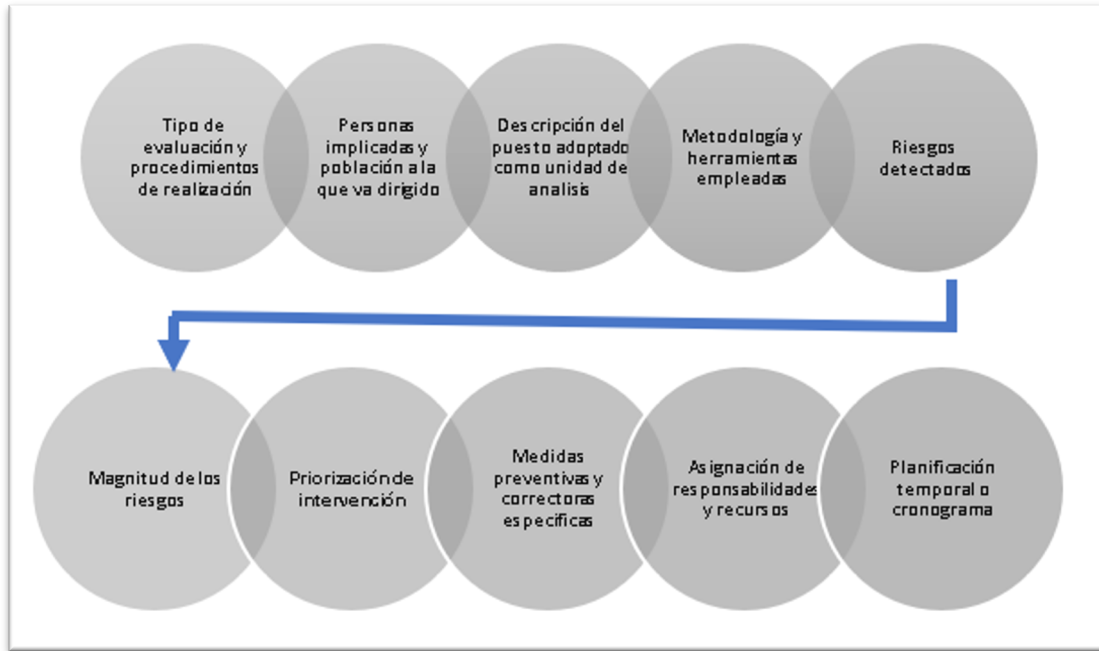 Tipo de
evaluación y
procedimientos
de realización
Personas
implicadas y
población a la
que va dirigido
Descripción del
puesto adoptado
como unidad de
analisis
Metodología y
herramientas
empleadas
Riesgos
detectados
Magnitud de los
riesgos
Priorización de
intervención
Medidas
preventivas y
correctoras
especificas
Asignación de
responsabilidades
y recursos
Planificación
temporal o
cronograma